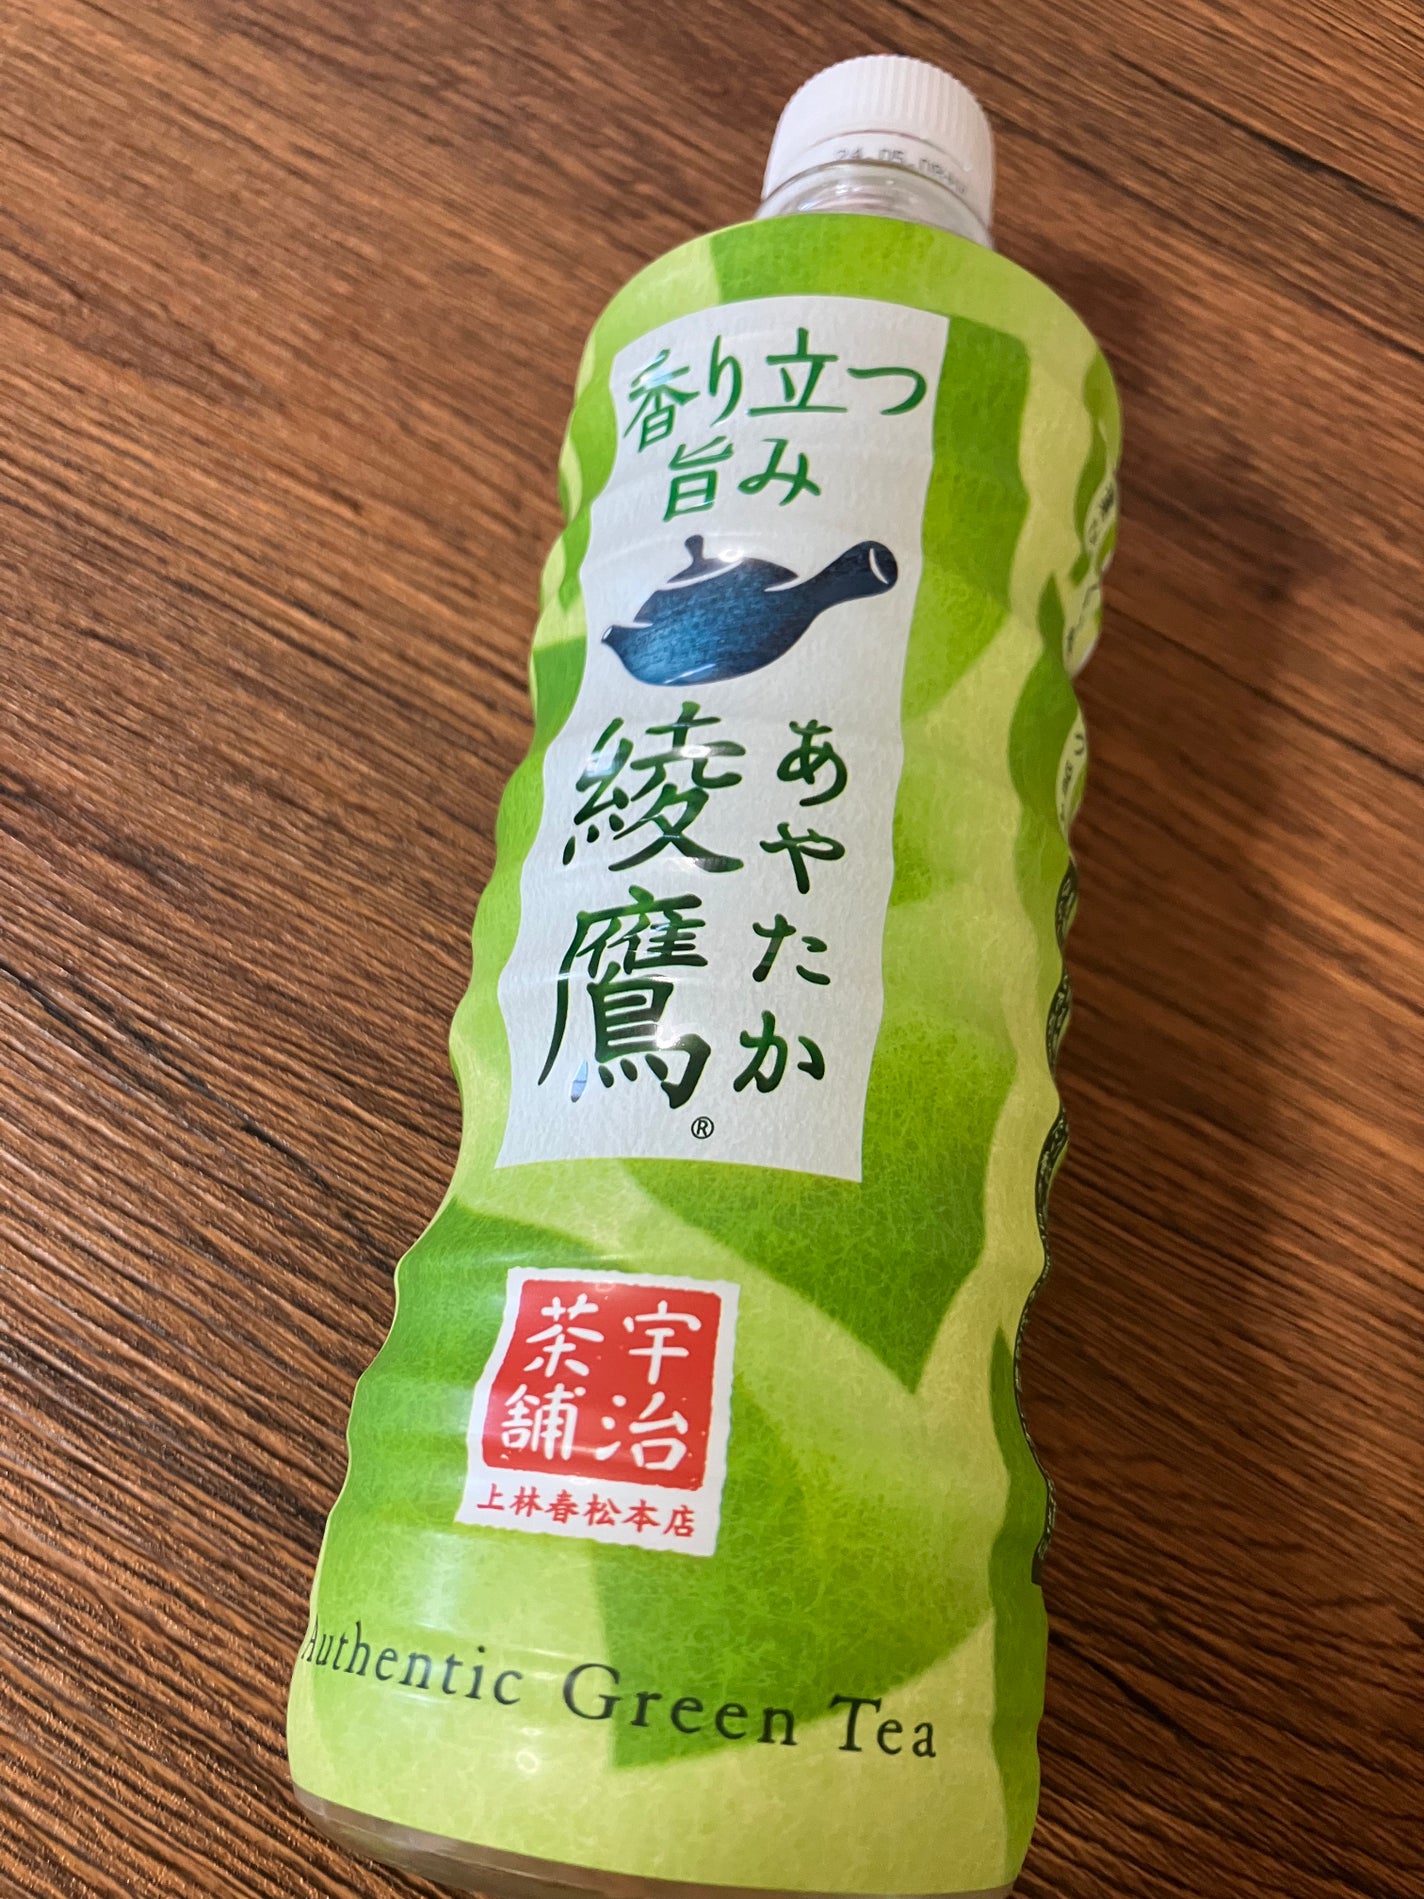 香り立つ
旨み
あやたか
綾鷹
®
宇治
茶舗
上林春松本店
Authentic Green Tea